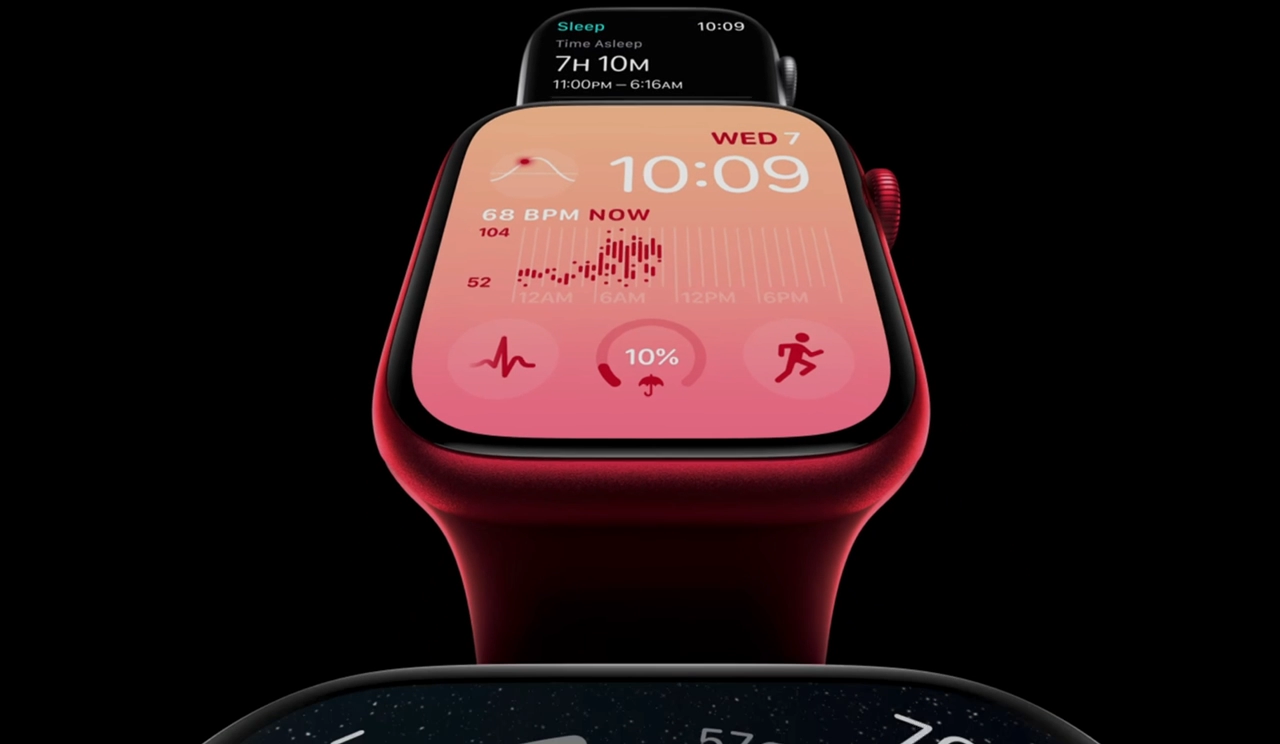 Sleep 10:09
Time Asleep
7H 10M
11:00PM – 6:16AM
WED 7
10:09
68 BPM NOW
104
52
12AM 6AM 12PM 6PM
10%